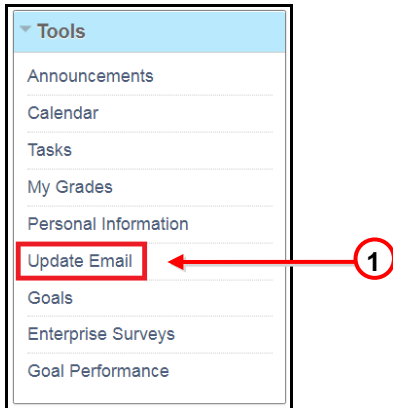 Tools
Announcements
Calendar
Tasks
My Grades
Personal Information
Update Email
1
Goals
Enterprise Surveys
Goal Performance